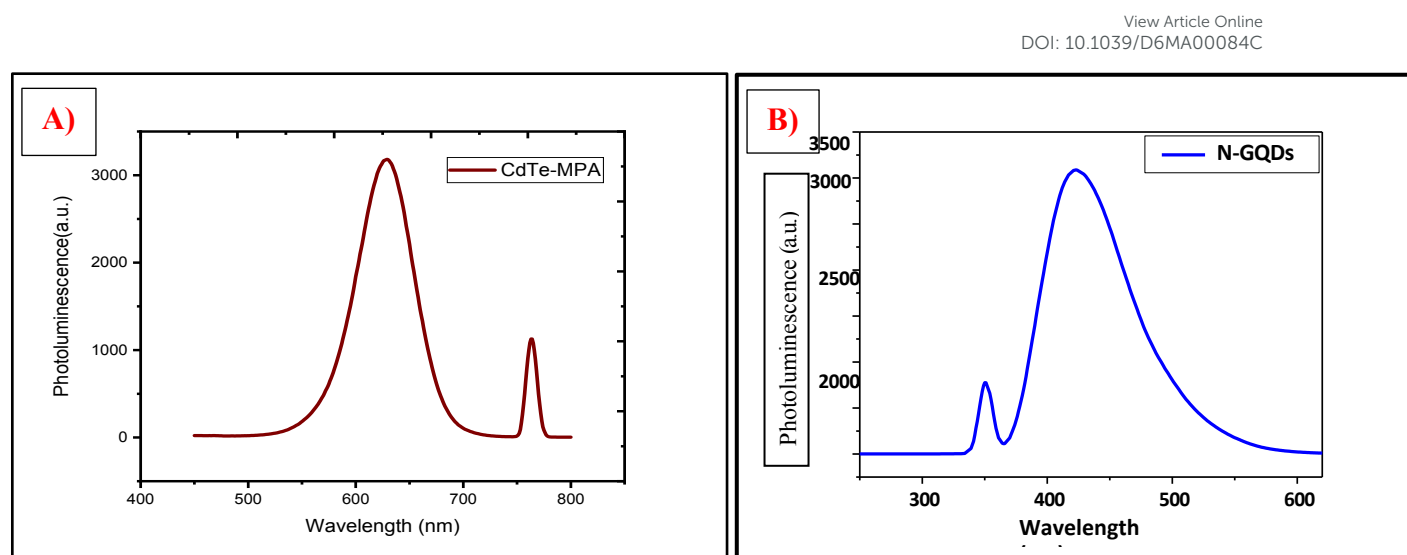 View Article Online
DOI: 10.1039/D6MA00084C
A)
CdTe-MPA
Photoluminescence(a.u.)
3000
2000
1000
0
400 500 600 700 800
Wavelength (nm)
B)
N-GQDs
Photoluminescence (a.u.)
3500
3000
2500
2000
300 400 500 600
Wavelength